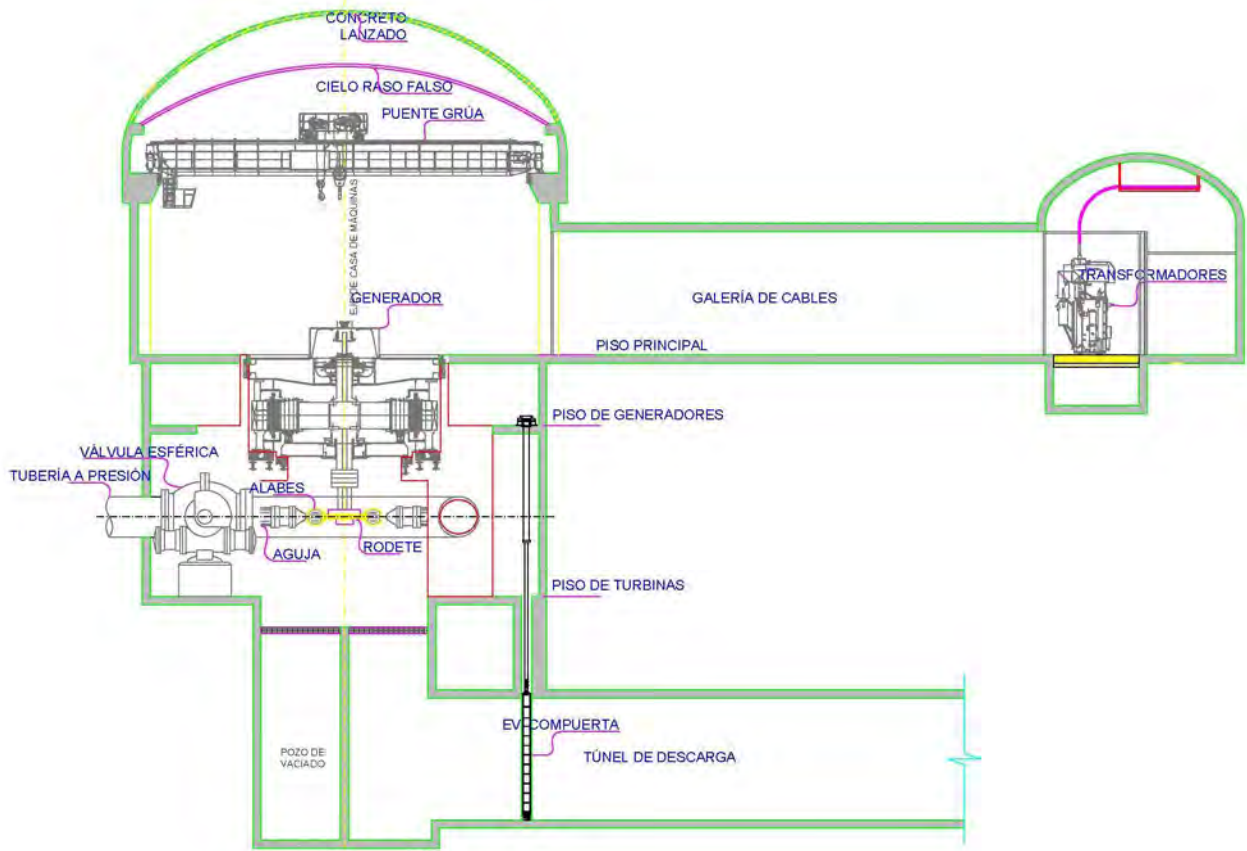 CONCRETO
LANZADO
CIELO RASO FALSO
PUENTE GRÚA
EJE DE CASA DE MÁQUINAS
GENERADOR
GALERÍA DE CABLES
TRANSFORMADORES
PISO PRINCIPAL
PISO DE GENERADORES
VÁLVULA ESFÉRICA
TUBERÍA A PRESIÓN
ALABES
AGUJA
RODETE
PISO DE TURBINAS
EV. COMPUERTA
POZO DE
VACIADO
TÚNEL DE DESCARGA